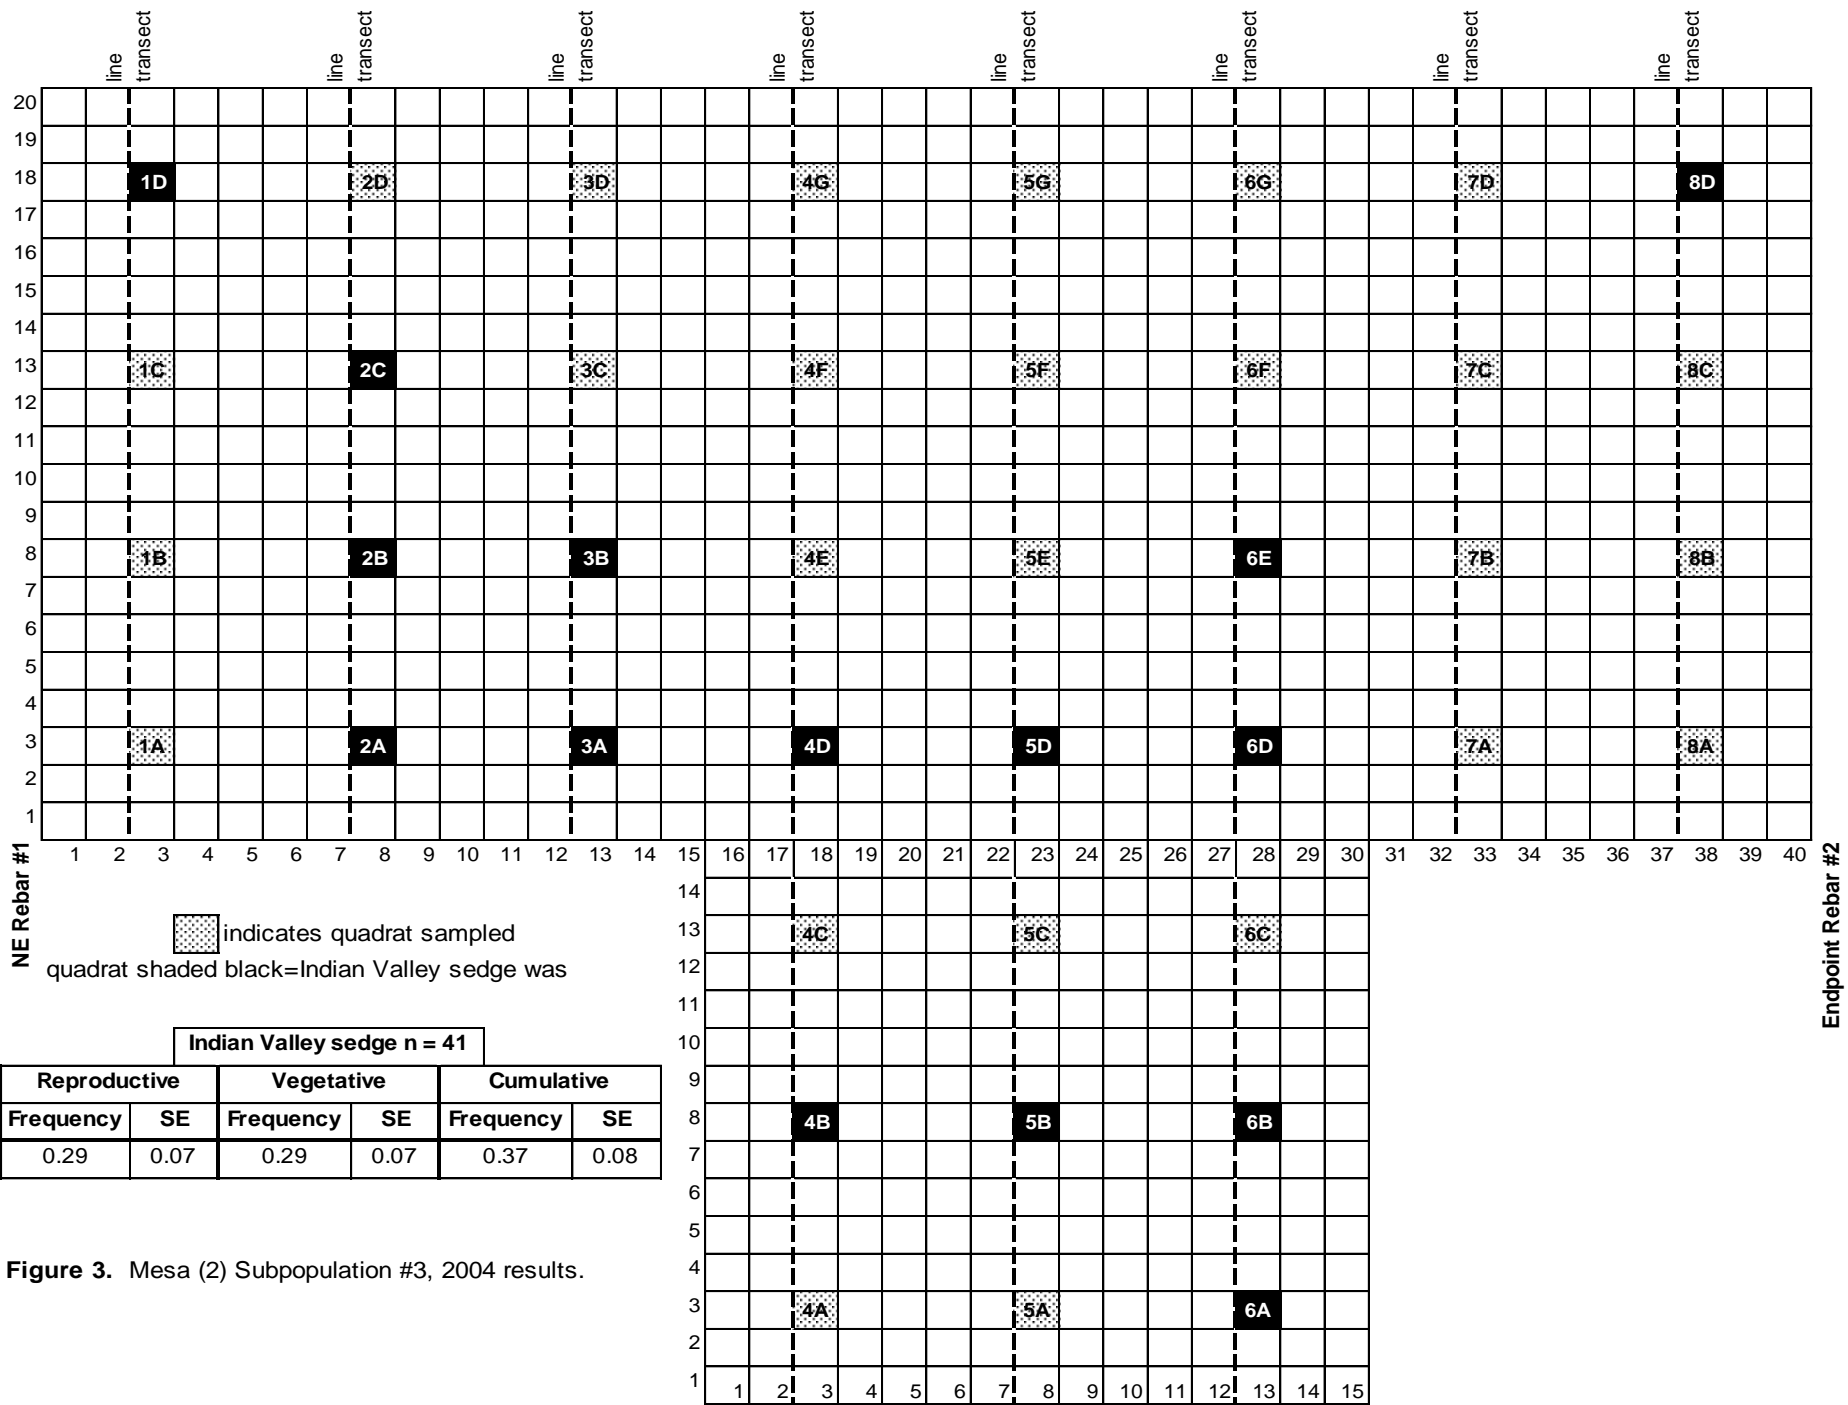 line transect line transect line transect line transect line transect line transect line transect line transect
20
19
18 1D 2D 3D 4G 5G 6G 7D 8D
17
16
15
14
13 1C 2C 3C 4F 5F 6F 7C 8C
12
11
10
9
8 1B 2B 3B 4E 5E 6E 7B 8B
7
6
5
4
3 1A 2A 3A 4D 5D 6D 7A 8A
2
1
1 2 3 4 5 6 7 8 9 10 11 12 13 14 15 16 17 18 19 20 21 22 23 24 25 26 27 28 29 30 31 32 33 34 35 36 37 38 39 40
NE Rebar #1
Endpoint Rebar #2
14
13 4C 5C 6C
12
11
10
9
8 4B 5B 6B
7
6
5
4
3 4A 5A 6A
2
1
1 2 3 4 5 6 7 8 9 10 11 12 13 14 15
indicates quadrat sampled
quadrat shaded black=Indian Valley sedge was
Indian Valley sedge n = 41
Reproductive Vegetative Cumulative
Frequency SE Frequency SE Frequency SE
0.29 0.07 0.29 0.07 0.37 0.08
Figure 3. Mesa (2) Subpopulation #3, 2004 results.